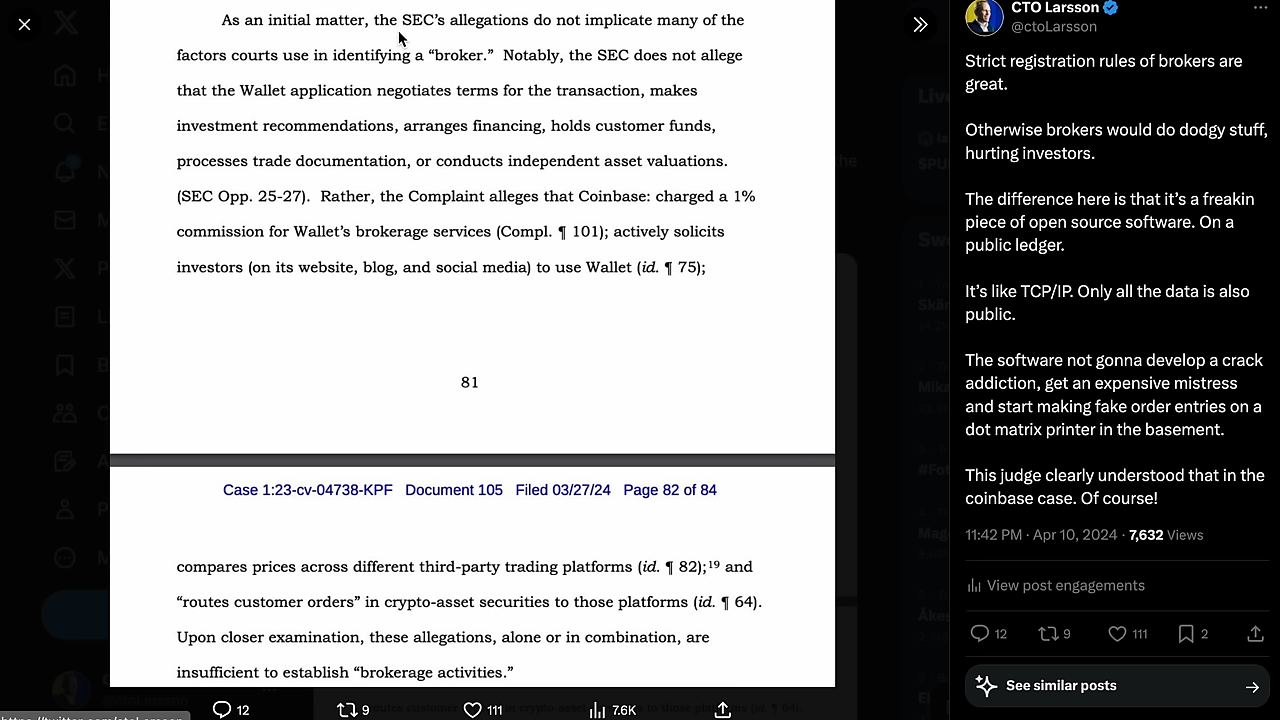 As an initial matter, the SEC’s allegations do not implicate many of the
factors courts use in identifying a “broker.”  Notably, the SEC does not allege
that the Wallet application negotiates terms for the transaction, makes
investment recommendations, arranges financing, holds customer funds,
processes trade documentation, or conducts independent asset valuations.
(SEC Opp. 25-27).  Rather, the Complaint alleges that Coinbase: charged a 1%
commission for Wallet’s brokerage services (Compl. ¶ 101); actively solicits
investors (on its website, blog, and social media) to use Wallet (id. ¶ 75);
81
Case 1:23-cv-04738-KPF   Document 105   Filed 03/27/24   Page 82 of 84
compares prices across different third-party trading platforms (id. ¶ 82);¹⁹ and
“routes customer orders” in crypto-asset securities to those platforms (id. ¶ 64).
Upon closer examination, these allegations, alone or in combination, are
insufficient to establish “brokerage activities.”
12
9
111
7.6K
CTO Larsson
@ctoLarsson
Strict registration rules of brokers are
great.
Otherwise brokers would do dodgy stuff,
hurting investors.
The difference here is that it’s a freakin
piece of open source software. On a
public ledger.
It’s like TCP/IP. Only all the data is also
public.
The software not gonna develop a crack
addiction, get an expensive mistress
and start making fake order entries on a
dot matrix printer in the basement.
This judge clearly understood that in the
coinbase case. Of course!
11:42 PM · Apr 10, 2024 · 7,632 Views
View post engagements
12
9
111
2
See similar posts